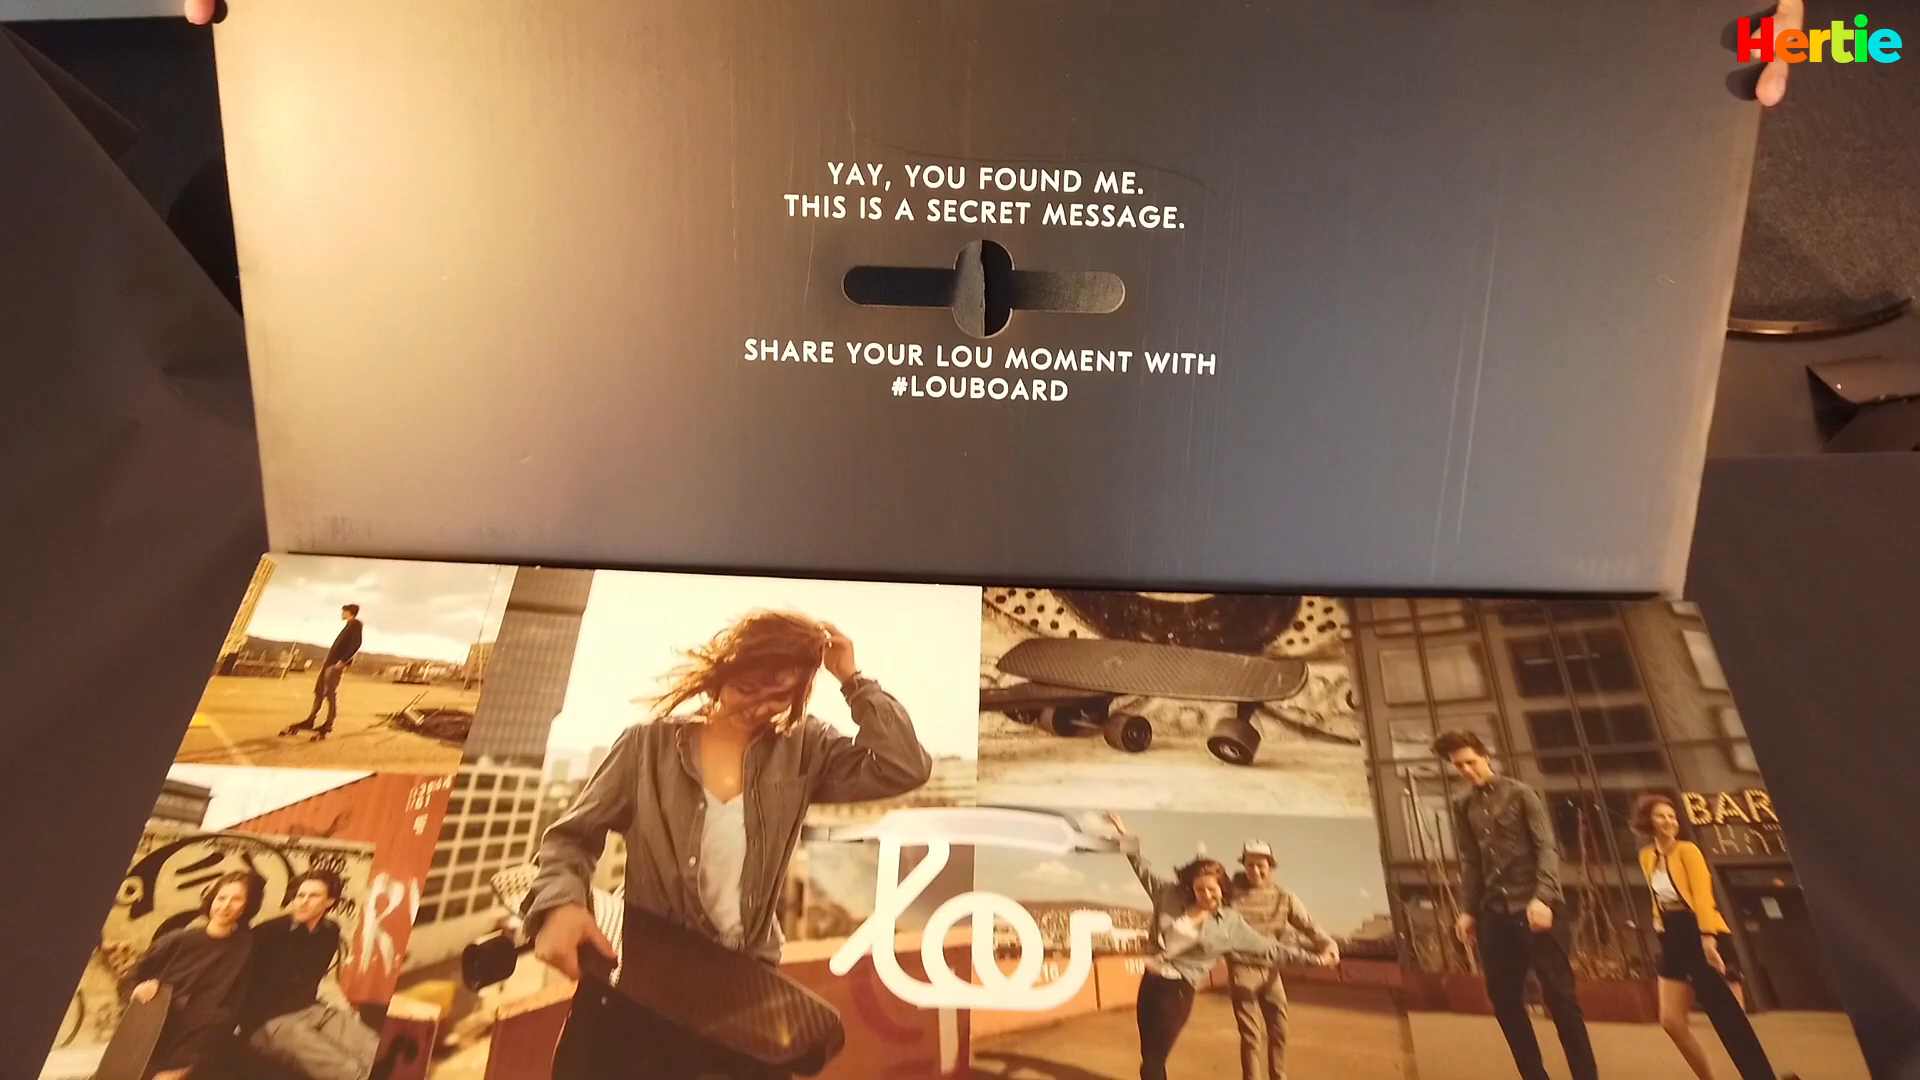 Hertie
YAY, YOU FOUND ME.
THIS IS A SECRET MESSAGE.
SHARE YOUR LOU MOMENT WITH
#LOUBOARD
lou
BAR